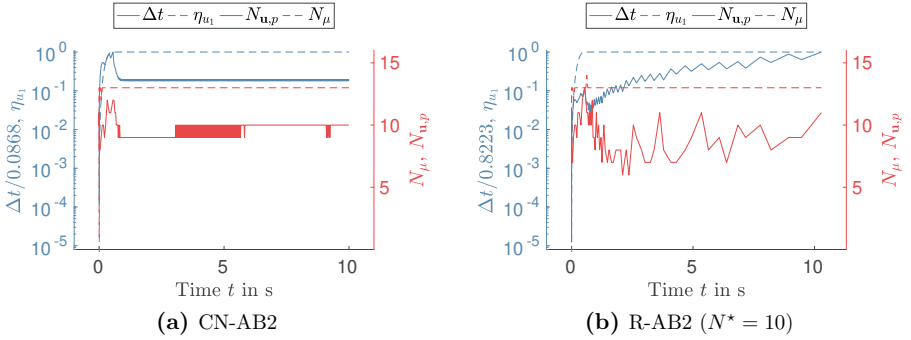 Δt η_{u_1} N_{u,p} N_μ
Δt/0.0868, η_{u_1}
10^0
10^{-1}
10^{-2}
10^{-3}
10^{-4}
10^{-5}
15
10
5
N_μ, N_{u,p}
0 5 10
Time t in s
(a) CN-AB2
Δt η_{u_1} N_{u,p} N_μ
Δt/0.8223, η_{u_1}
10^0
10^{-1}
10^{-2}
10^{-3}
10^{-4}
10^{-5}
15
10
5
N_μ, N_{u,p}
0 5 10
Time t in s
(b) R-AB2 (N^⋆ = 10)